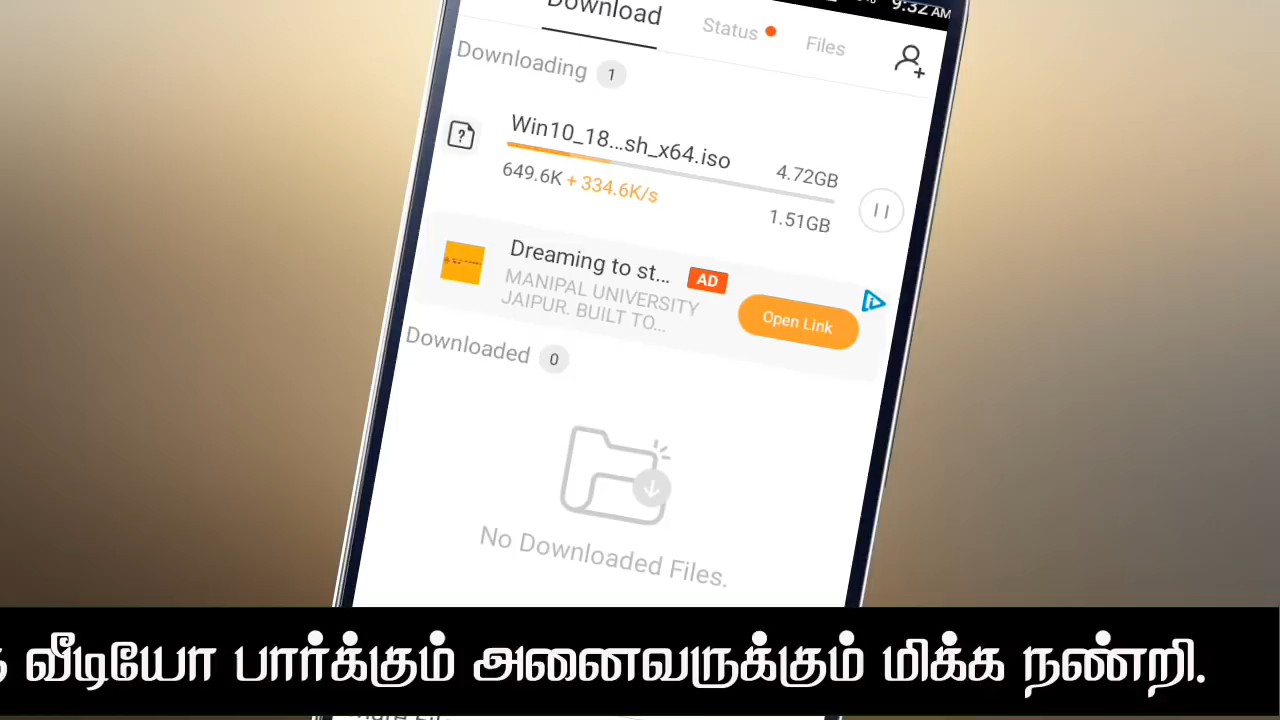 9:32 AM
Download
Status
Files
Downloading 1
Win10_18...sh_x64.iso
4.72GB
649.6K + 334.6K/s
1.51GB
Dreaming to st...
AD
MANIPAL UNIVERSITY
JAIPUR. BUILT TO...
Open Link
Downloaded 0
No Downloaded Files.
வீடியோ பார்க்கும் அனைவருக்கும் மிக்க நன்றி.